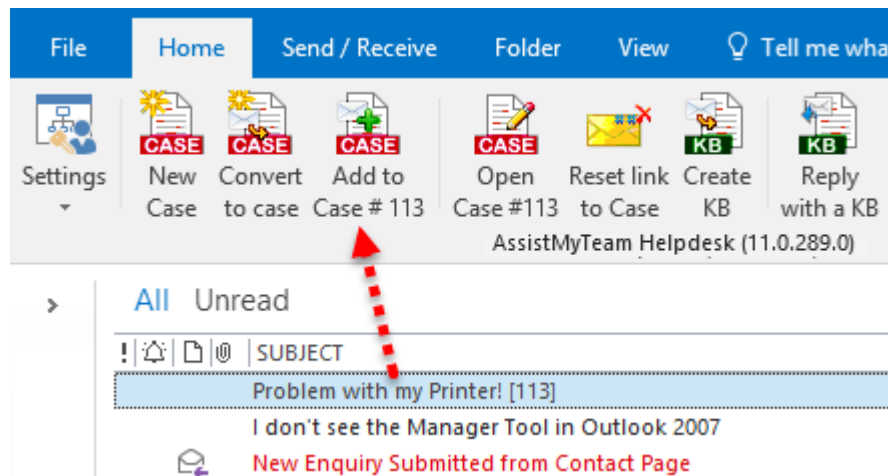 File Home Send / Receive Folder View Tell me wha
CASE CASE CASE CASE KB KB
Settings New Convert Add to Open Reset link Create Reply
Case to case Case # 113 Case #113 to Case KB with a KB
AssistMyTeam Helpdesk (11.0.289.0)
All Unread
! SUBJECT
Problem with my Printer! [113]
I don't see the Manager Tool in Outlook 2007
New Enquiry Submitted from Contact Page